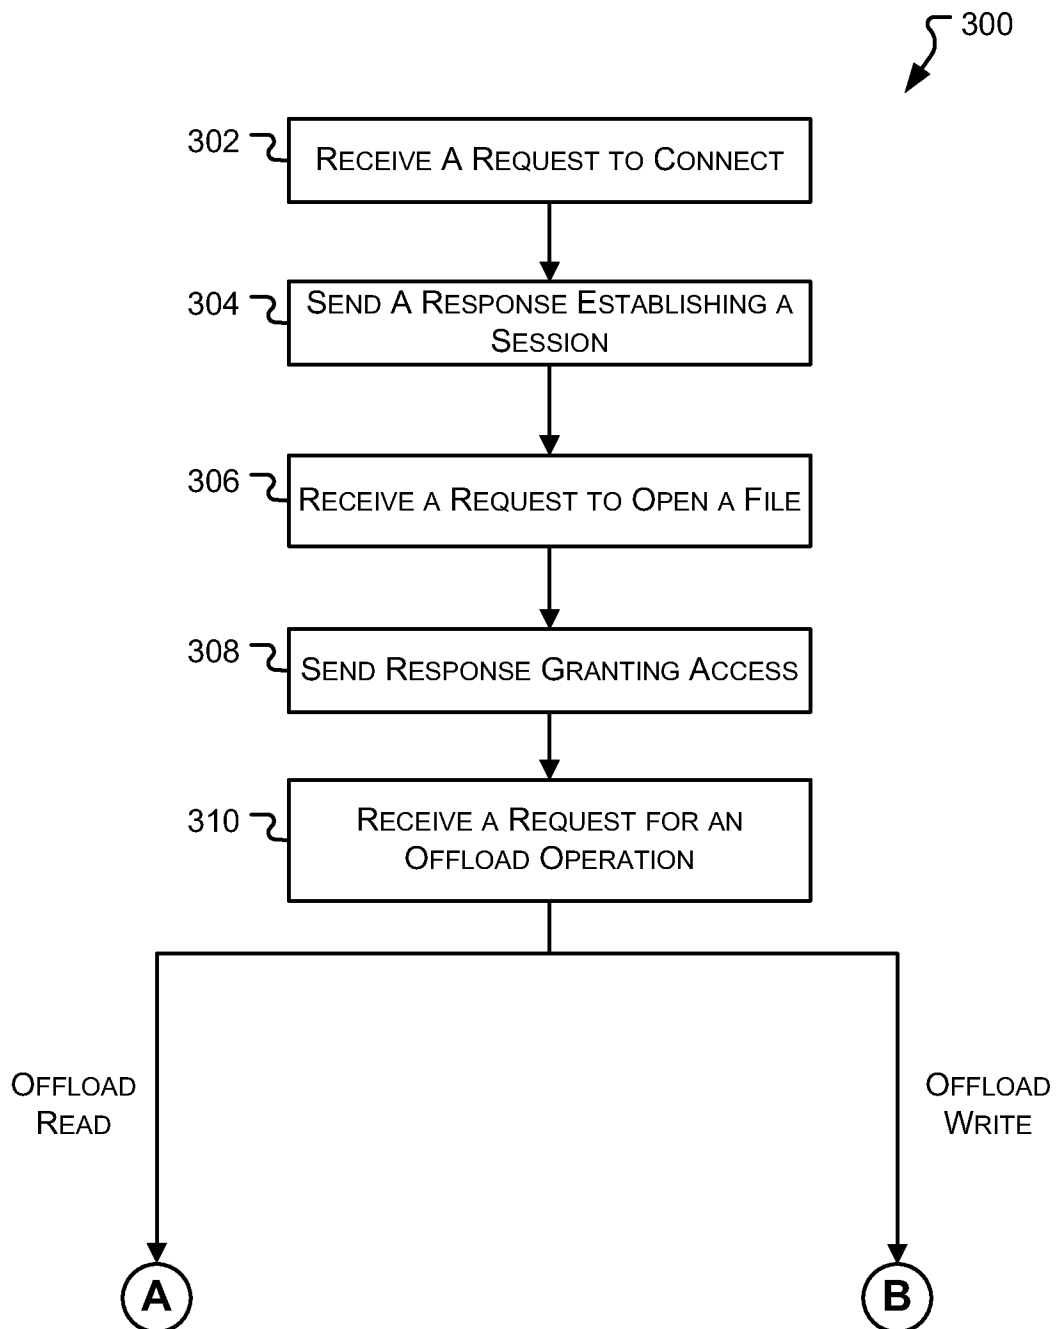 300
302
RECEIVE A REQUEST TO CONNECT
304
SEND A RESPONSE ESTABLISHING A
SESSION
306
RECEIVE A REQUEST TO OPEN A FILE
308
SEND RESPONSE GRANTING ACCESS
310
RECEIVE A REQUEST FOR AN
OFFLOAD OPERATION
OFFLOAD
READ
OFFLOAD
WRITE
A
B